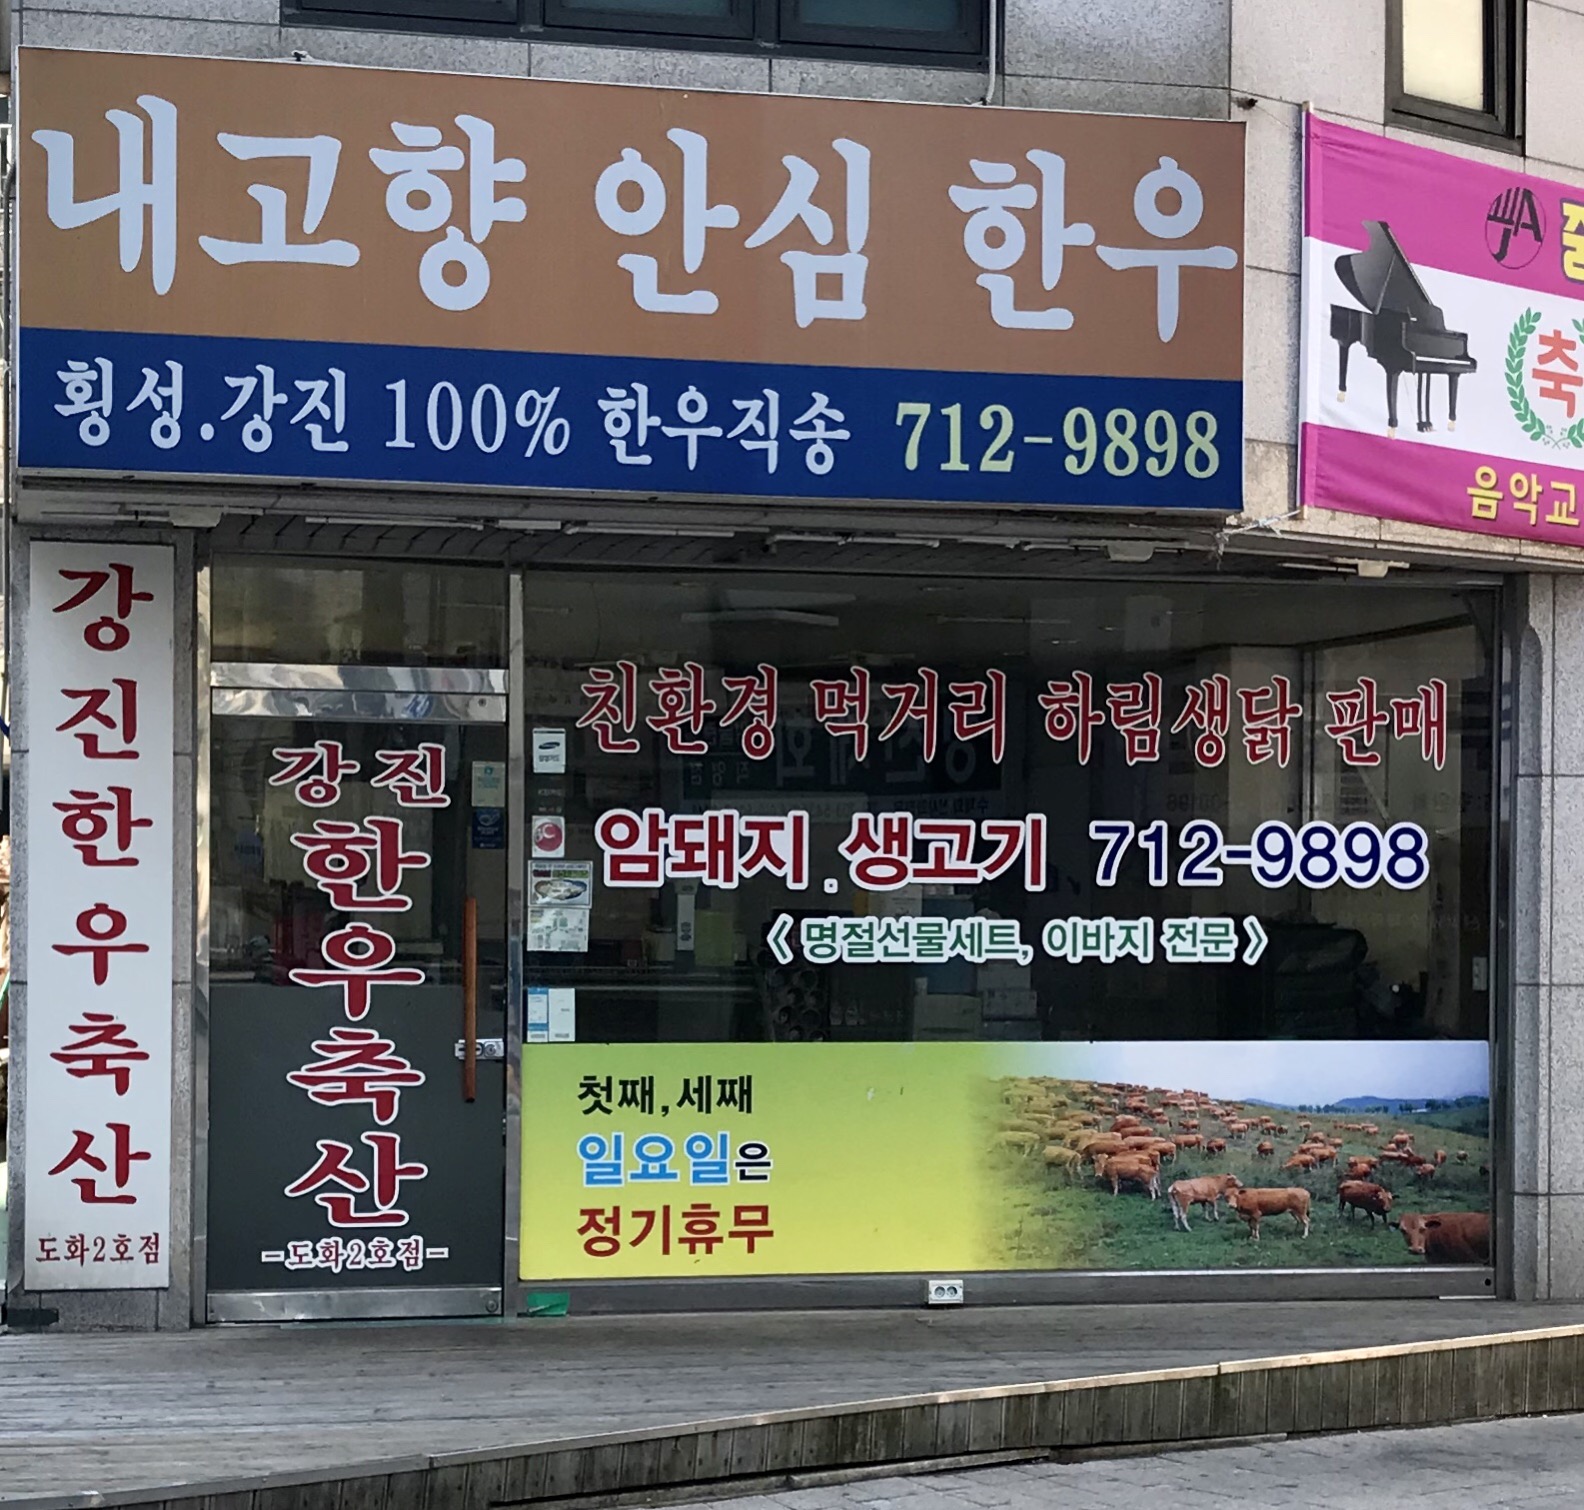 내고향 안심 한우
횡성.강진 100% 한우직송 712-9898
음악교
축
강진한우축산
도화2호점
강진
한우축산
-도화2호점-
친환경 먹거리 하림생닭 판매
암돼지.생고기 712-9898
〈 명절선물세트, 이바지 전문 〉
첫째, 세째
일요일은
정기휴무